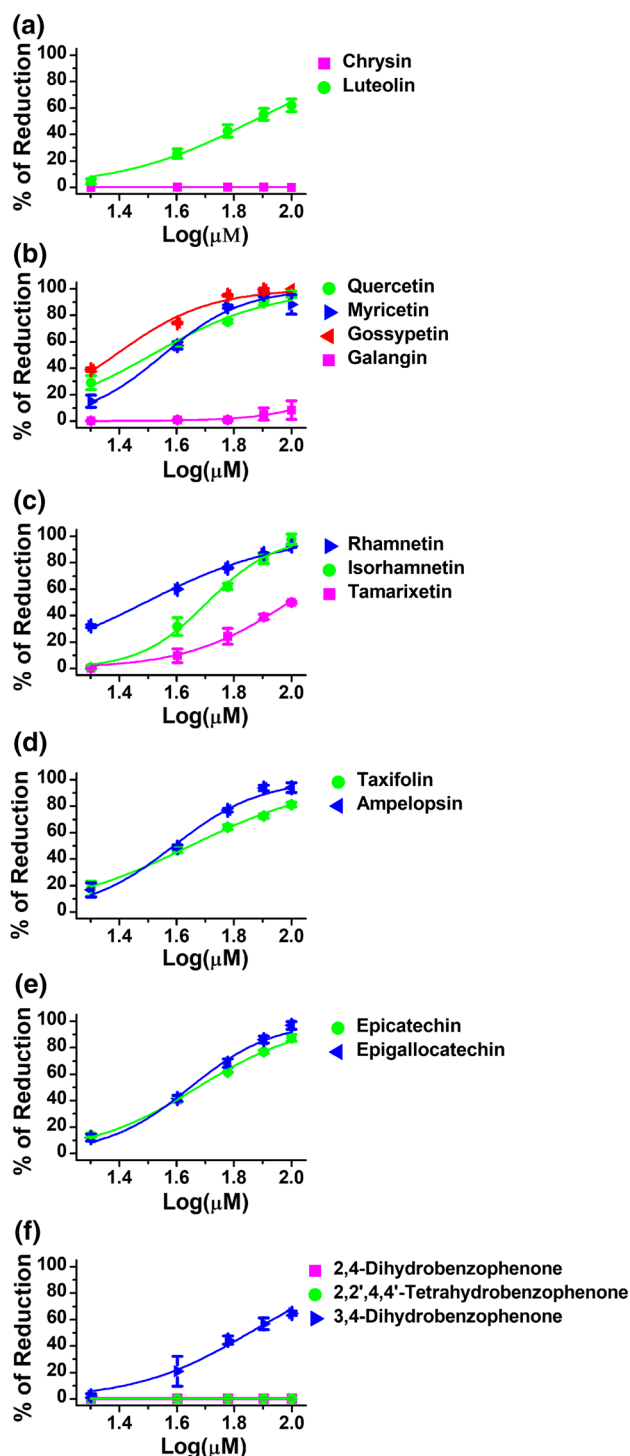 (a)
100
80
60
40
20
0
% of Reduction
1.4 1.6 1.8 2.0
Log(μM)
Chrysin
Luteolin
(b)
100
80
60
40
20
0
% of Reduction
1.4 1.6 1.8 2.0
Log(μM)
Quercetin
Myricetin
Gossypetin
Galangin
(c)
100
80
60
40
20
0
% of Reduction
1.4 1.6 1.8 2.0
Log(μM)
Rhamnetin
Isorhamnetin
Tamarixetin
(d)
100
80
60
40
20
0
% of Reduction
1.4 1.6 1.8 2.0
Log(μM)
Taxifolin
Ampelopsin
(e)
100
80
60
40
20
0
% of Reduction
1.4 1.6 1.8 2.0
Log(μM)
Epicatechin
Epigallocatechin
(f)
100
80
60
40
20
0
% of Reduction
1.4 1.6 1.8 2.0
Log(μM)
2,4-Dihydrobenzophenone
2,2',4,4'-Tetrahydrobenzophenone
3,4-Dihydrobenzophenone